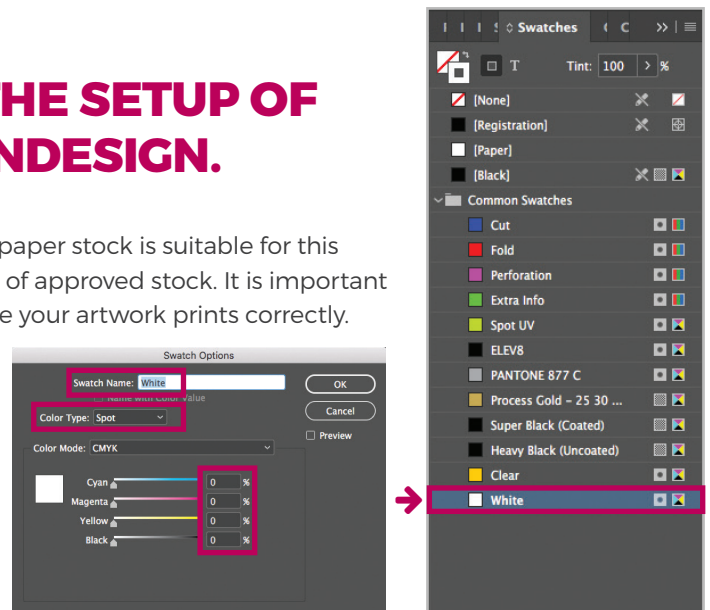 THE SETUP OF
NDESIGN.
paper stock is suitable for this
of approved stock. It is important
e your artwork prints correctly.
Swatch Options
Swatch Name: White
Name with Color Value
Color Type: Spot
Color Mode: CMYK
Cyan 0 %
Magenta 0 %
Yellow 0 %
Black 0 %
OK
Cancel
Preview
Swatches
T Tint: 100 > %
[None]
[Registration]
[Paper]
[Black]
Common Swatches
Cut
Fold
Perforation
Extra Info
Spot UV
ELEV8
PANTONE 877 C
Process Gold – 25 30 ...
Super Black (Coated)
Heavy Black (Uncoated)
Clear
White